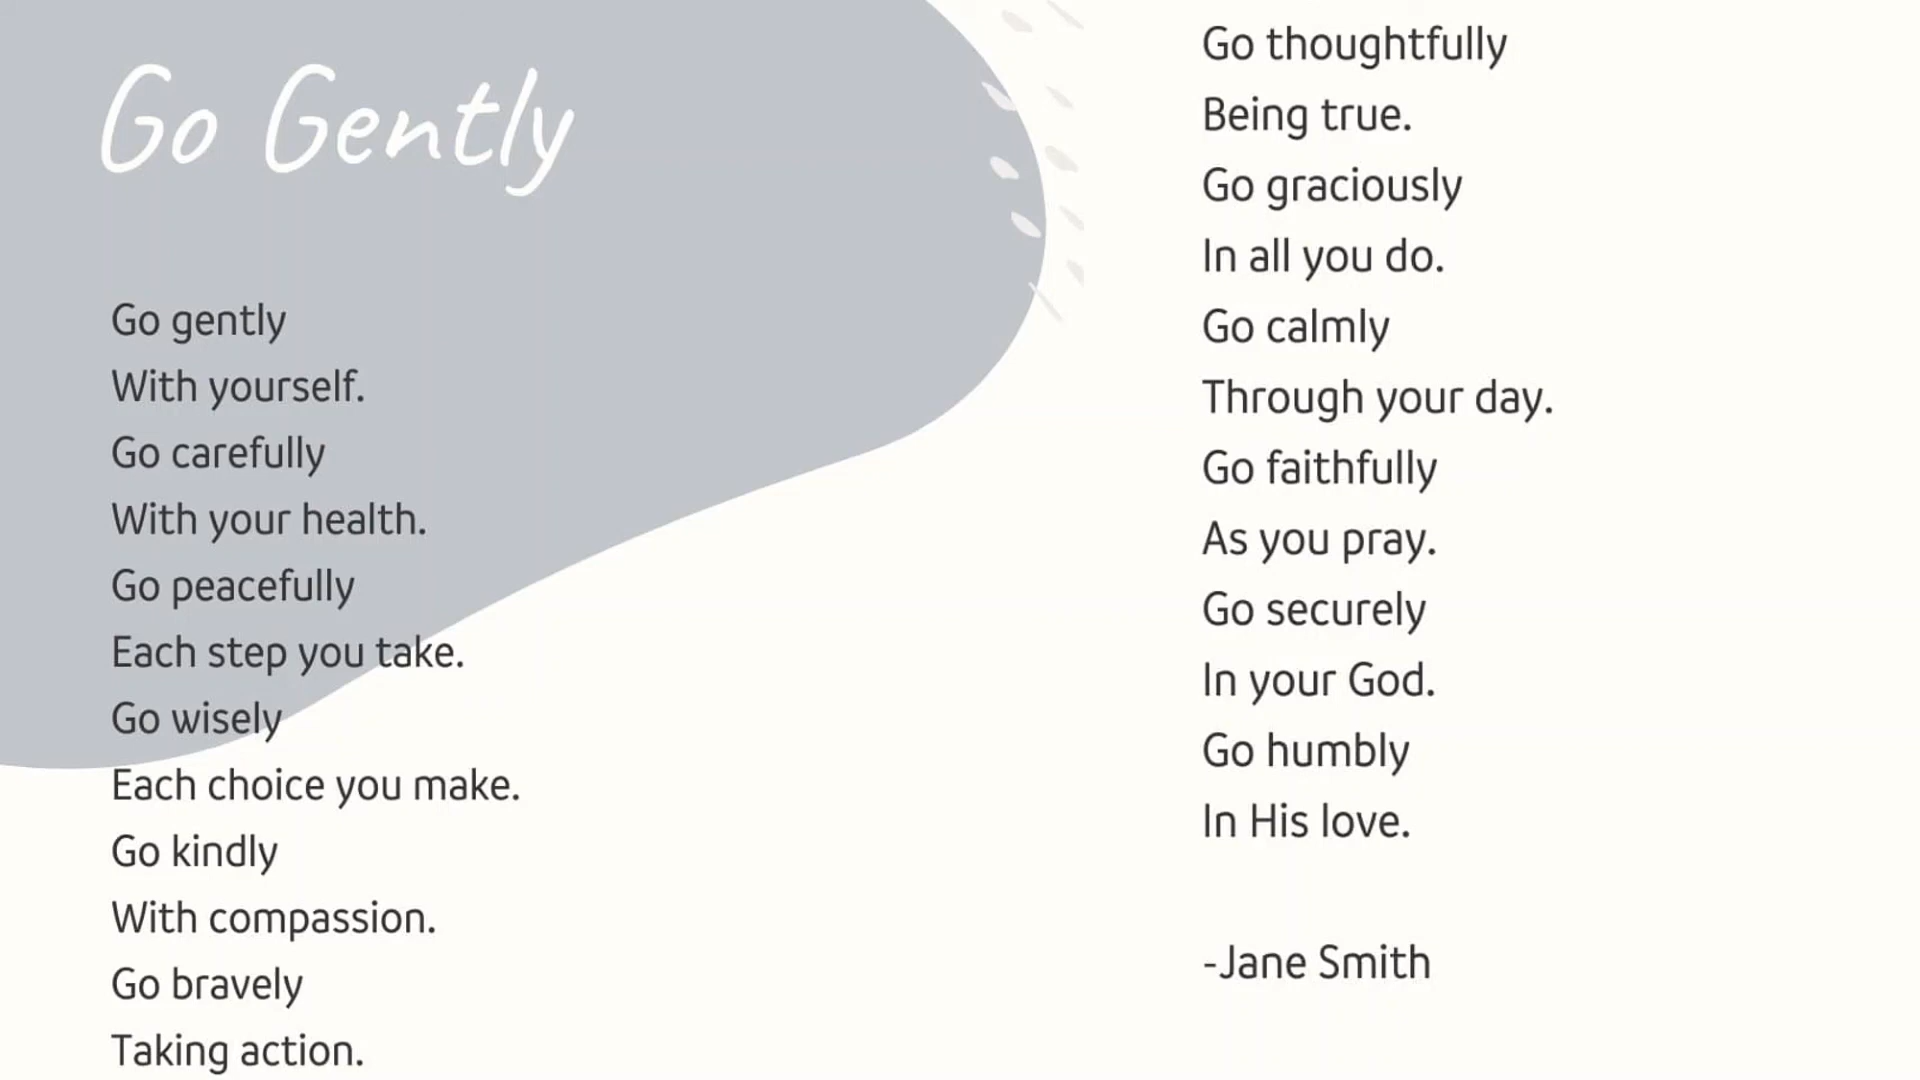 Go Gently
Go gently
With yourself.
Go carefully
With your health.
Go peacefully
Each step you take.
Go wisely
Each choice you make.
Go kindly
With compassion.
Go bravely
Taking action.
Go thoughtfully
Being true.
Go graciously
In all you do.
Go calmly
Through your day.
Go faithfully
As you pray.
Go securely
In your God.
Go humbly
In His love.
-Jane Smith